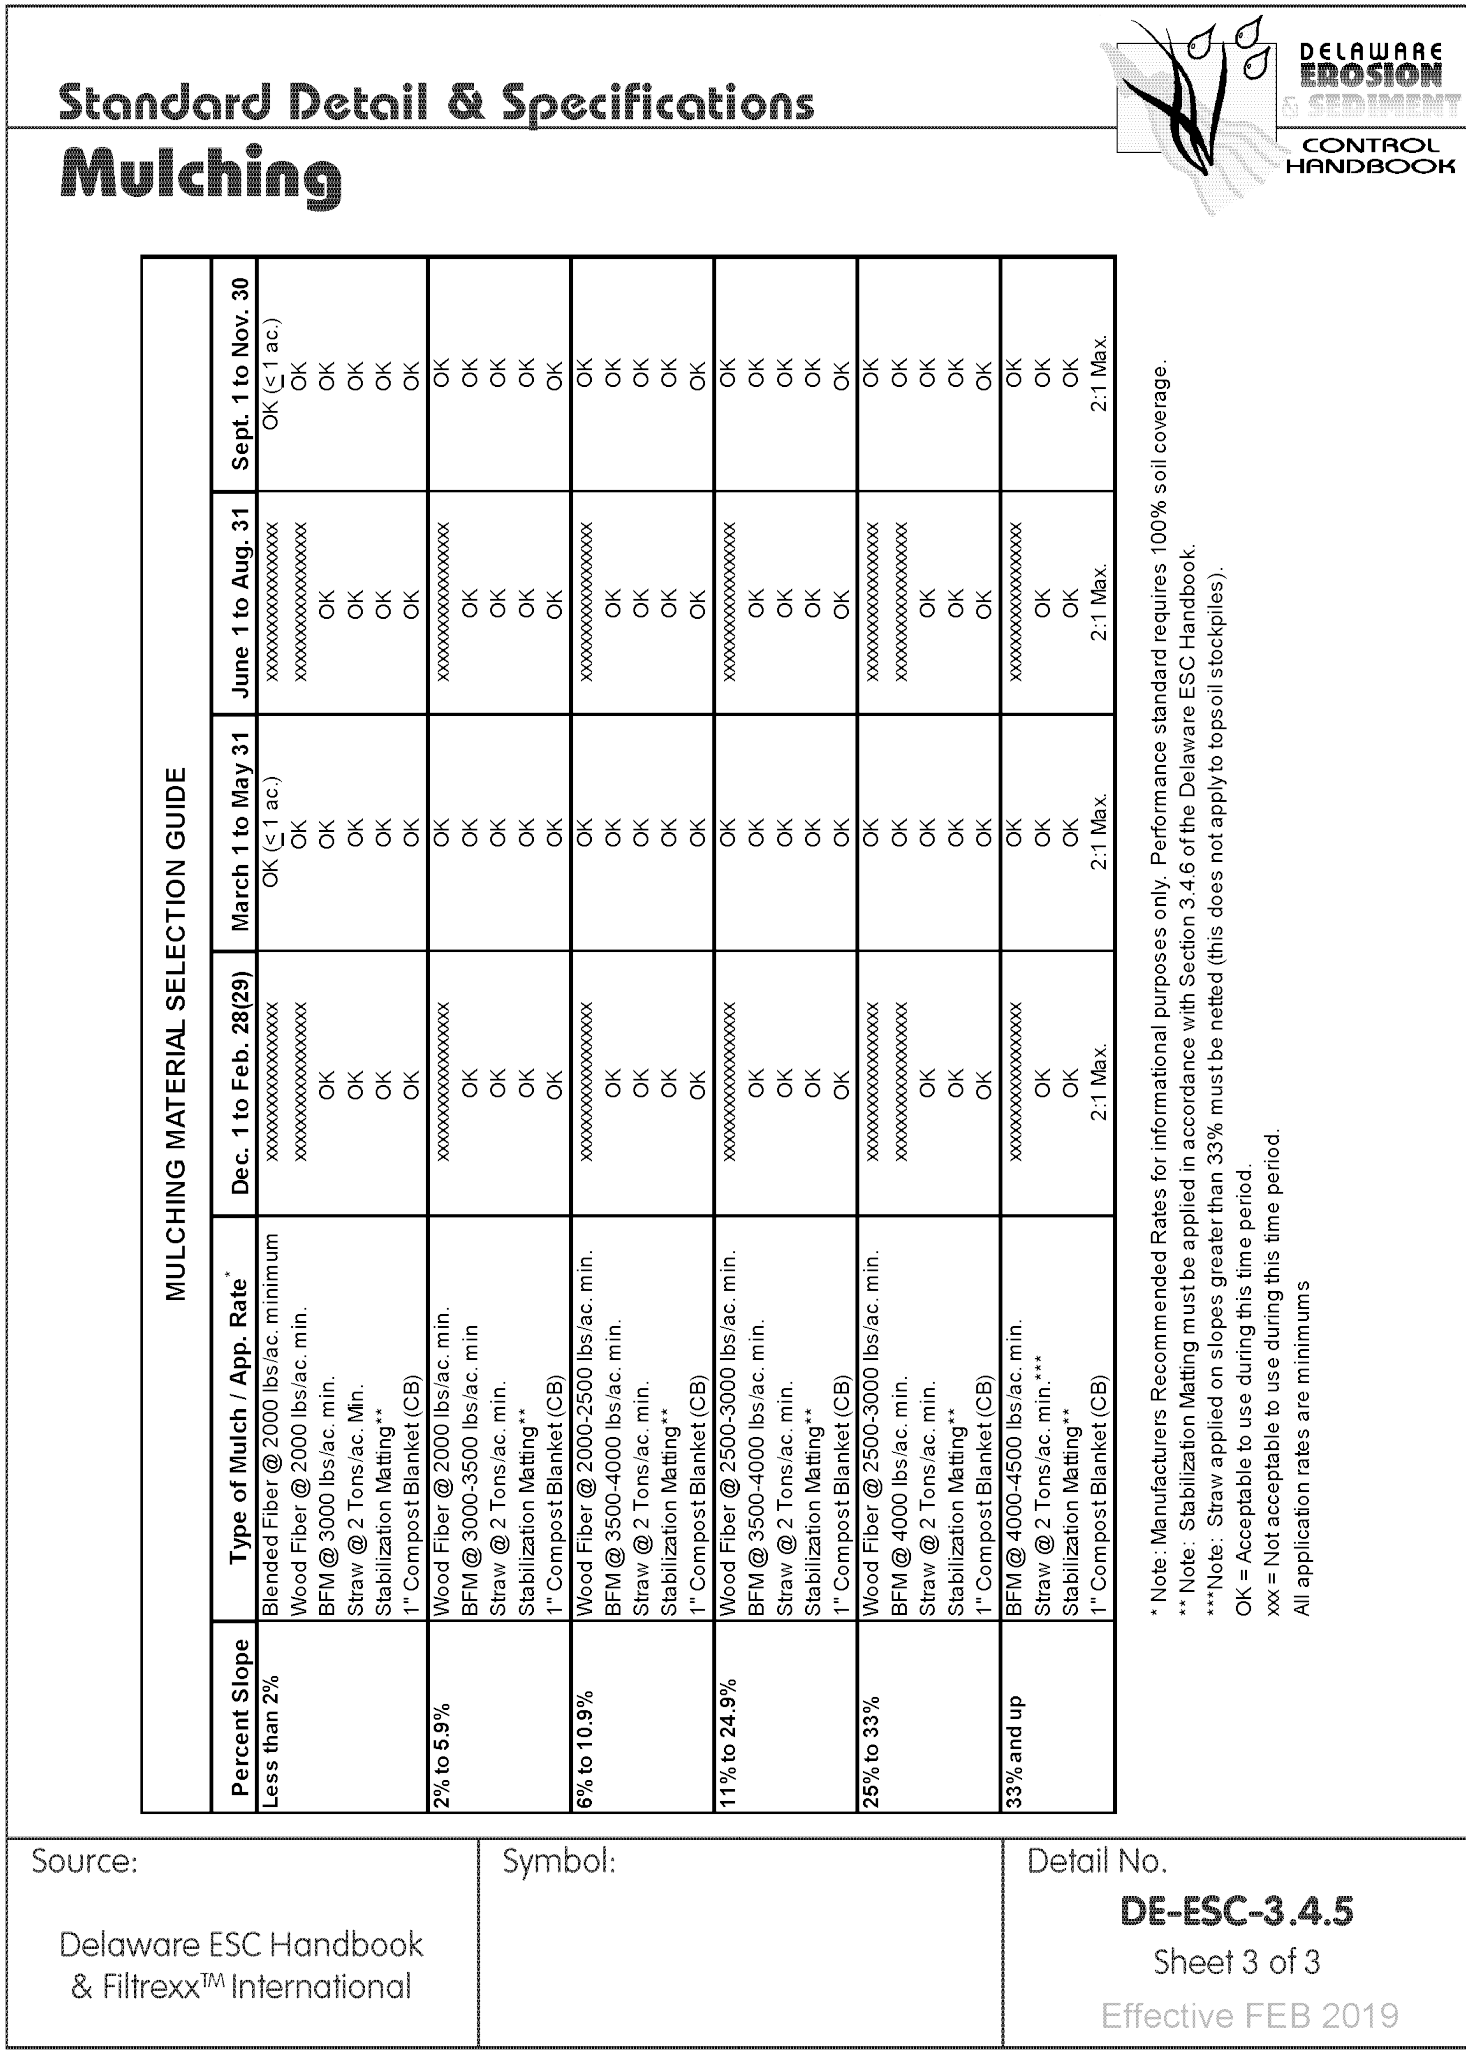 Standard Detail & Specifications
Mulching
DELAWARE
EROSION
& SEDIMENT
CONTROL
HANDBOOK
MULCHING MATERIAL SELECTION GUIDE
Percent Slope Type of Mulch / App. Rate* Dec. 1 to Feb. 28(29) March 1 to May 31 June 1 to Aug. 31 Sept. 1 to Nov. 30
Less than 2% Blended Fiber @ 2000 lbs/ac. minimum xxxxxxxxxxxxxxxxxxxx OK (≤ 1 ac.) xxxxxxxxxxxxxxxxxxxx OK (≤ 1 ac.)
Wood Fiber @ 2000 lbs/ac. min. xxxxxxxxxxxxxxxxxxxx OK xxxxxxxxxxxxxxxxxxxx OK
BFM @ 3000 lbs/ac. min. OK OK OK OK
Straw @ 2 Tons/ac. Min. OK OK OK OK
Stabilization Matting** OK OK OK OK
1" Compost Blanket (CB) OK OK OK OK
2% to 5.9% Wood Fiber @ 2000 lbs/ac. min. xxxxxxxxxxxxxxxxxxxx OK xxxxxxxxxxxxxxxxxxxx OK
BFM @ 3000-3500 lbs/ac. min OK OK OK OK
Straw @ 2 Tons/ac. min. OK OK OK OK
Stabilization Matting** OK OK OK OK
1" Compost Blanket (CB) OK OK OK OK
6% to 10.9% Wood Fiber @ 2000-2500 lbs/ac. min. xxxxxxxxxxxxxxxxxxxx OK xxxxxxxxxxxxxxxxxxxx OK
BFM @ 3500-4000 lbs/ac. min. OK OK OK OK
Straw @ 2 Tons/ac. min. OK OK OK OK
Stabilization Matting** OK OK OK OK
1" Compost Blanket (CB) OK OK OK OK
11% to 24.9% Wood Fiber @ 2500-3000 lbs/ac. min. xxxxxxxxxxxxxxxxxxxx OK xxxxxxxxxxxxxxxxxxxx OK
BFM @ 3500-4000 lbs/ac. min. OK OK OK OK
Straw @ 2 Tons/ac. min. OK OK OK OK
Stabilization Matting** OK OK OK OK
1" Compost Blanket (CB) OK OK OK OK
25% to 33% Wood Fiber @ 2500-3000 lbs/ac. min. xxxxxxxxxxxxxxxxxxxx OK xxxxxxxxxxxxxxxxxxxx OK
BFM @ 4000 lbs/ac. min. xxxxxxxxxxxxxxxxxxxx OK xxxxxxxxxxxxxxxxxxxx OK
Straw @ 2 Tons/ac. min. OK OK OK OK
Stabilization Matting** OK OK OK OK
1" Compost Blanket (CB) OK OK OK OK
33% and up BFM @ 4000-4500 lbs/ac. min. xxxxxxxxxxxxxxxxxxxx OK xxxxxxxxxxxxxxxxxxxx OK
Straw @ 2 Tons/ac. min.*** OK OK OK OK
Stabilization Matting** OK OK OK OK
1" Compost Blanket (CB) 2:1 Max. 2:1 Max. 2:1 Max. 2:1 Max.
* Note: Manufacturers Recommended Rates for informational purposes only. Performance standard requires 100% soil coverage.
** Note: Stabilization Matting must be applied in accordance with Section 3.4.6 of the Delaware ESC Handbook.
***Note: Straw applied on slopes greater than 33% must be netted (this does not apply to topsoil stockpiles).
OK = Acceptable to use during this time period.
xxx = Not acceptable to use during this time period.
All application rates are minimums
Source:
Delaware ESC Handbook
& Filtrexx™ International
Symbol:
Detail No.
DE-ESC-3.4.5
Sheet 3 of 3
Effective FEB 2019